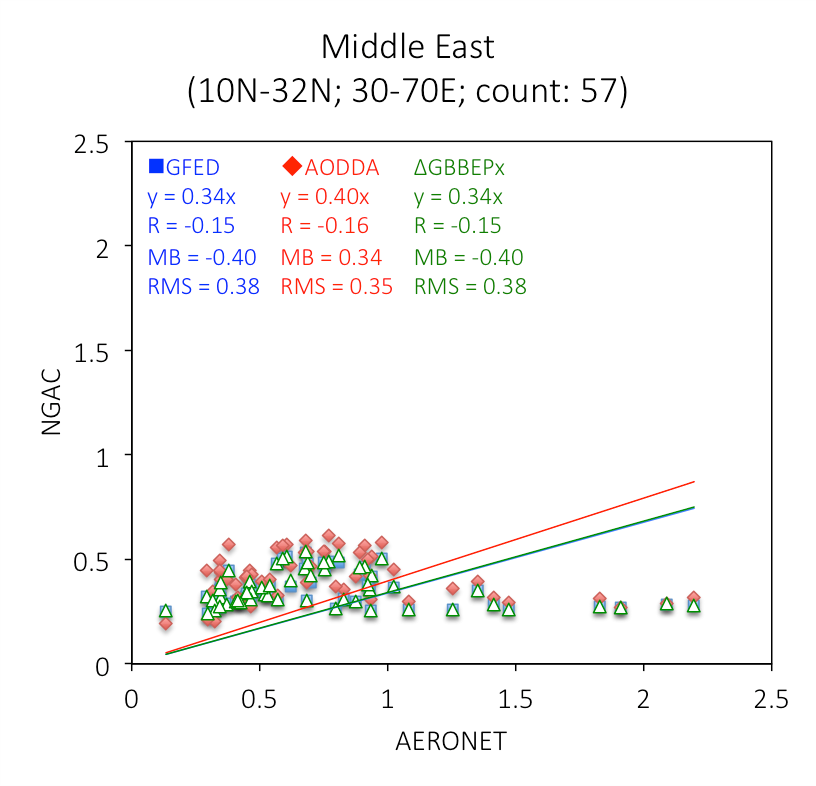 Middle East
(10N-32N; 30-70E; count: 57)
2.5
GFED AODDA ΔGBBEPx
y = 0.34x y = 0.40x y = 0.34x
R = -0.15 R = -0.16 R = -0.15
MB = -0.40 MB = 0.34 MB = -0.40
RMS = 0.38 RMS = 0.35 RMS = 0.38
2
1.5
NGAC
1
0.5
0
0 0.5 1 1.5 2 2.5
AERONET